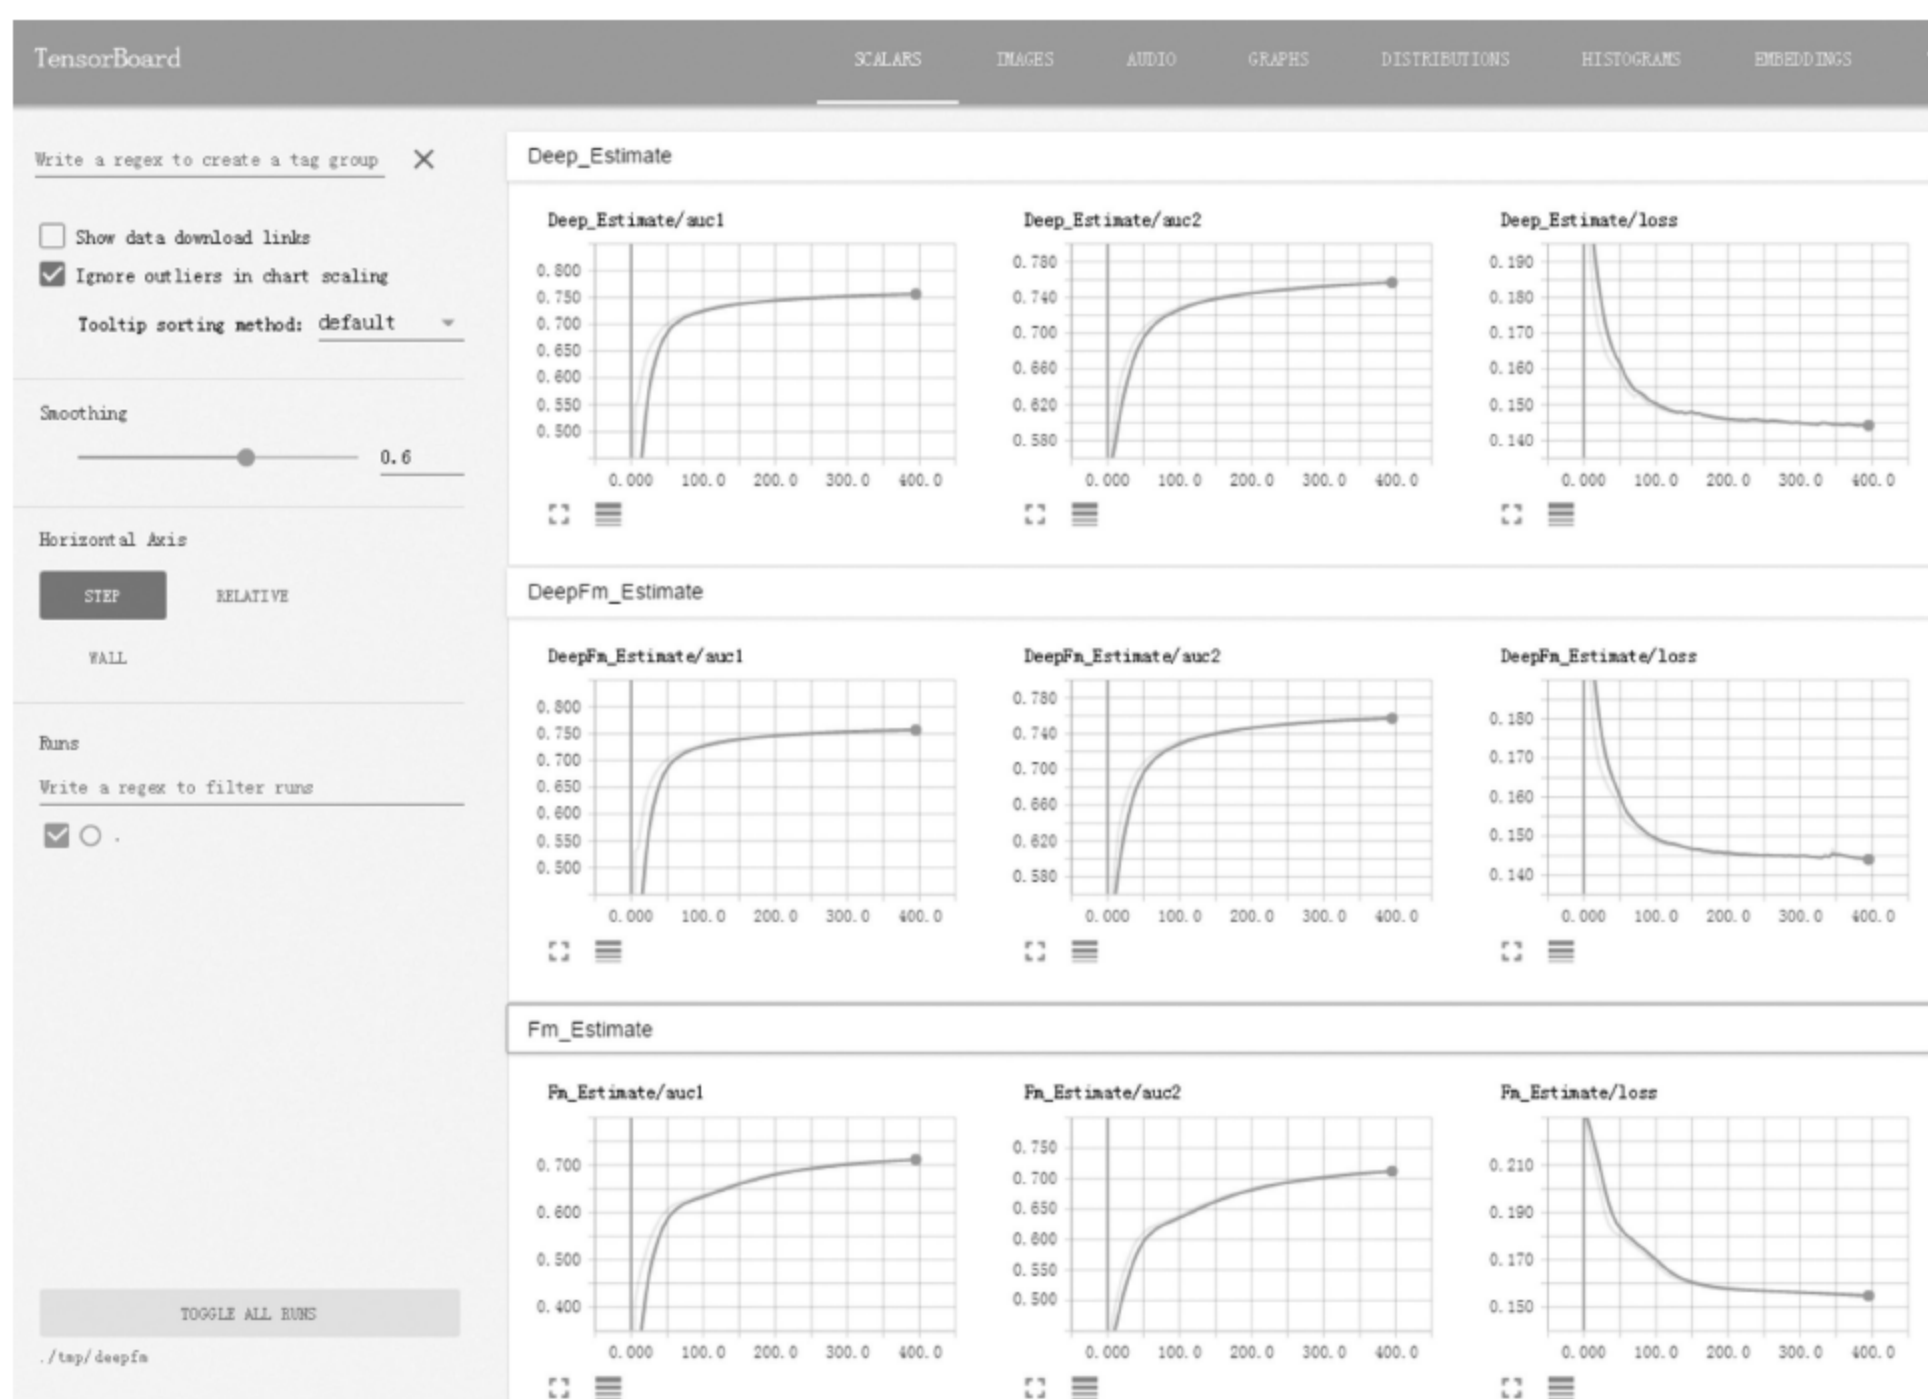 TensorBoard
SCALARS IMAGES AUDIO GRAPHS DISTRIBUTIONS HISTOGRAMS EMBEDDINGS
Write a regex to create a tag group
Show data download links
Ignore outliers in chart scaling
Tooltip sorting method: default
Smoothing
0.6
Horizontal Axis
STEP RELATIVE
WALL
Runs
Write a regex to filter runs
.
TOGGLE ALL RUNS
./tmp/deepfm
Deep_Estimate
Deep_Estimate/auc1
0.800
0.750
0.700
0.650
0.600
0.550
0.500
0.000 100.0 200.0 300.0 400.0
Deep_Estimate/auc2
0.780
0.740
0.700
0.660
0.620
0.580
0.000 100.0 200.0 300.0 400.0
Deep_Estimate/loss
0.190
0.180
0.170
0.160
0.150
0.140
0.000 100.0 200.0 300.0 400.0
DeepFm_Estimate
DeepFm_Estimate/auc1
0.800
0.750
0.700
0.650
0.600
0.550
0.500
0.000 100.0 200.0 300.0 400.0
DeepFm_Estimate/auc2
0.780
0.740
0.700
0.660
0.620
0.580
0.000 100.0 200.0 300.0 400.0
DeepFm_Estimate/loss
0.180
0.170
0.160
0.150
0.140
0.000 100.0 200.0 300.0 400.0
Fm_Estimate
Fm_Estimate/auc1
0.700
0.600
0.500
0.400
0.000 100.0 200.0 300.0 400.0
Fm_Estimate/auc2
0.750
0.700
0.650
0.600
0.550
0.500
0.000 100.0 200.0 300.0 400.0
Fm_Estimate/loss
0.210
0.190
0.170
0.150
0.000 100.0 200.0 300.0 400.0